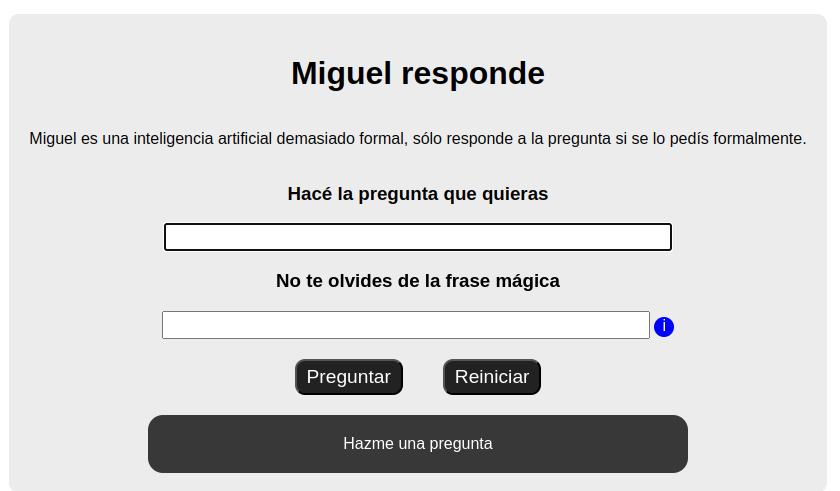 Miguel responde
Miguel es una inteligencia artificial demasiado formal, sólo responde a la pregunta si se lo pedís formalmente.
Hacé la pregunta que quieras
No te olvides de la frase mágica
i
Preguntar Reiniciar
Hazme una pregunta